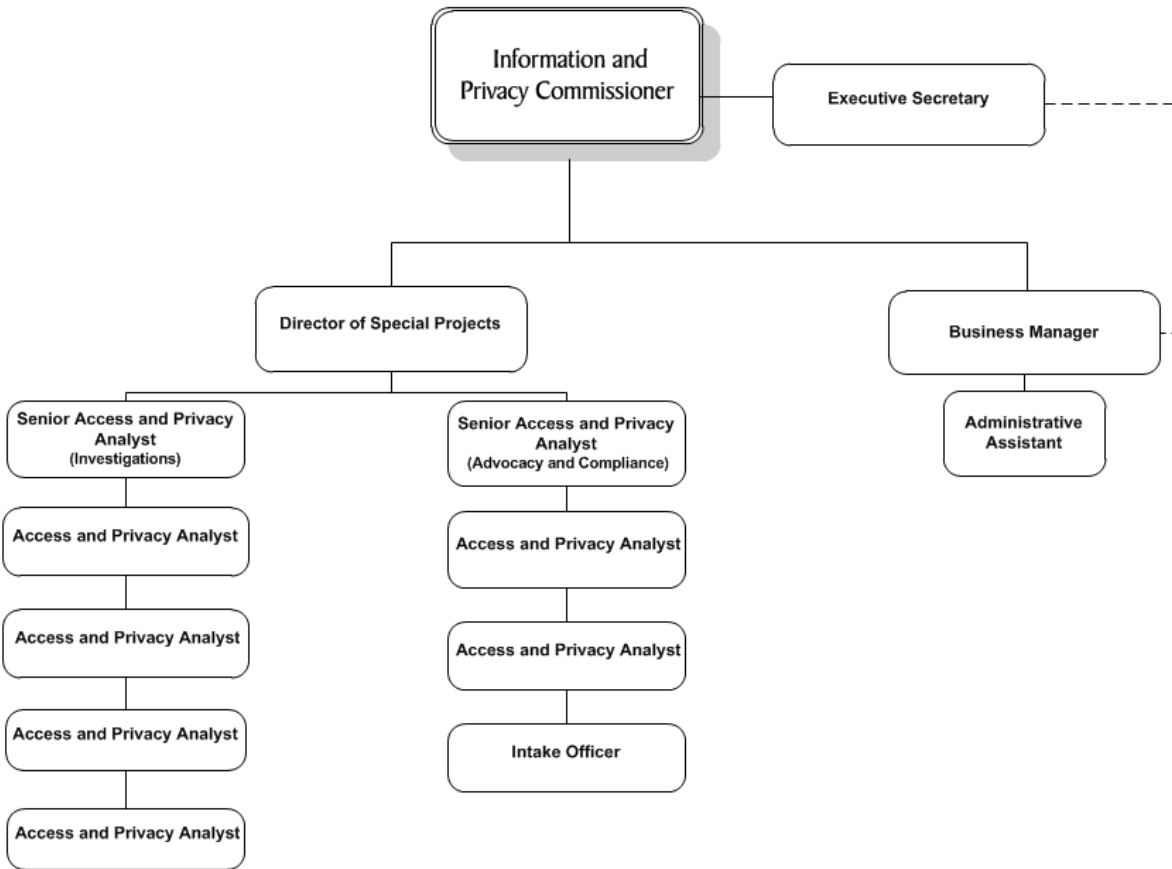 Information and
Privacy Commissioner
Executive Secretary
Director of Special Projects
Business Manager
Senior Access and Privacy
Analyst
(Investigations)
Senior Access and Privacy
Analyst
(Advocacy and Compliance)
Administrative
Assistant
Access and Privacy Analyst
Access and Privacy Analyst
Access and Privacy Analyst
Access and Privacy Analyst
Access and Privacy Analyst
Intake Officer
Access and Privacy Analyst